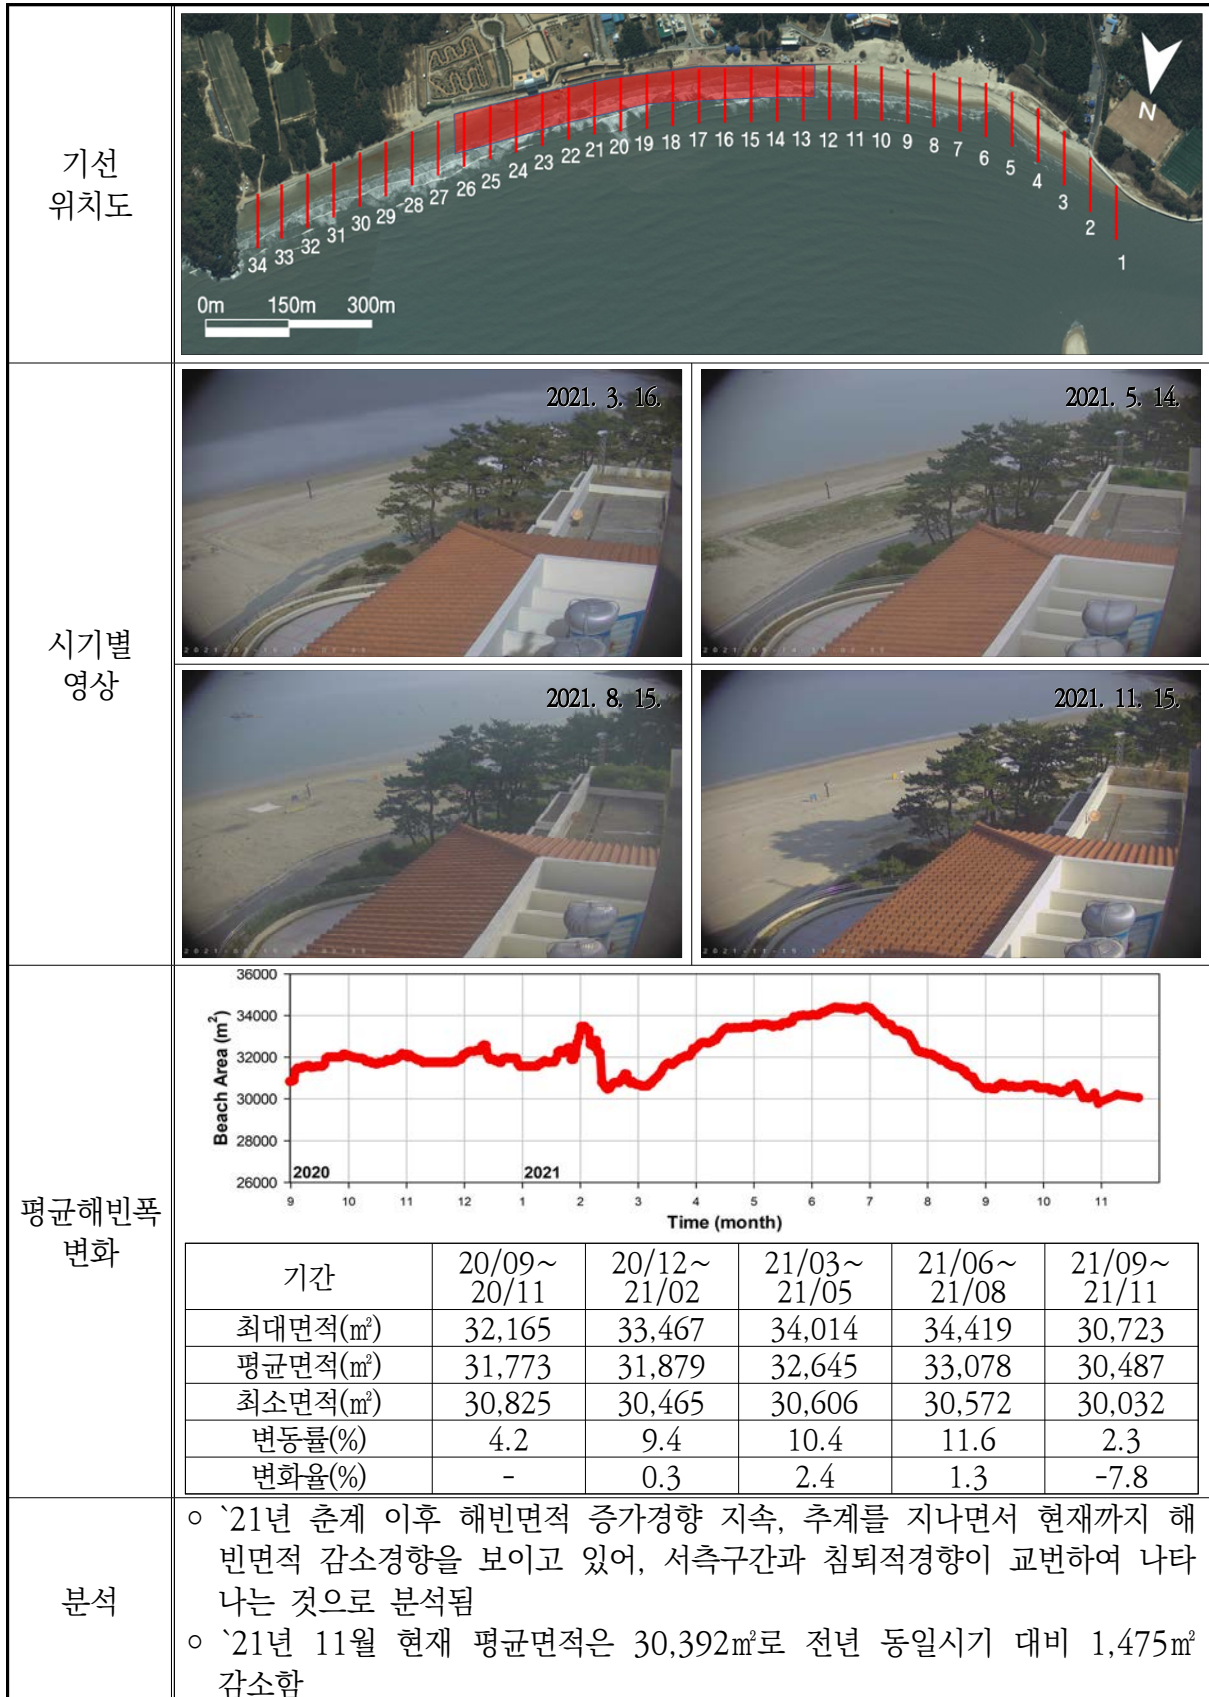 기선
위치도
N
34 33 32 31 30 29 28 27 26 25 24 23 22 21 20 19 18 17 16 15 14 13 12 11 10 9 8 7 6 5 4 3 2 1
0m 150m 300m
시기별
영상
2021. 3. 16.
2021. 5. 14.
2021. 8. 15.
2021. 11. 15.
평균해빈폭
변화
Beach Area (m²)
36000
34000
32000
30000
28000
26000
2020 2021
9 10 11 12 1 2 3 4 5 6 7 8 9 10 11
Time (month)
기간 20/09~20/11 20/12~21/02 21/03~21/05 21/06~21/08 21/09~21/11
최대면적(㎡) 32,165 33,467 34,014 34,419 30,723
평균면적(㎡) 31,773 31,879 32,645 33,078 30,487
최소면적(㎡) 30,825 30,465 30,606 30,572 30,032
변동률(%) 4.2 9.4 10.4 11.6 2.3
변화율(%) - 0.3 2.4 1.3 -7.8
분석
○ `21년 춘계 이후 해빈면적 증가경향 지속, 추계를 지나면서 현재까지 해
빈면적 감소경향을 보이고 있어, 서측구간과 침퇴적경향이 교번하여 나타
나는 것으로 분석됨
○ `21년 11월 현재 평균면적은 30,392㎡로 전년 동일시기 대비 1,475㎡
감소함